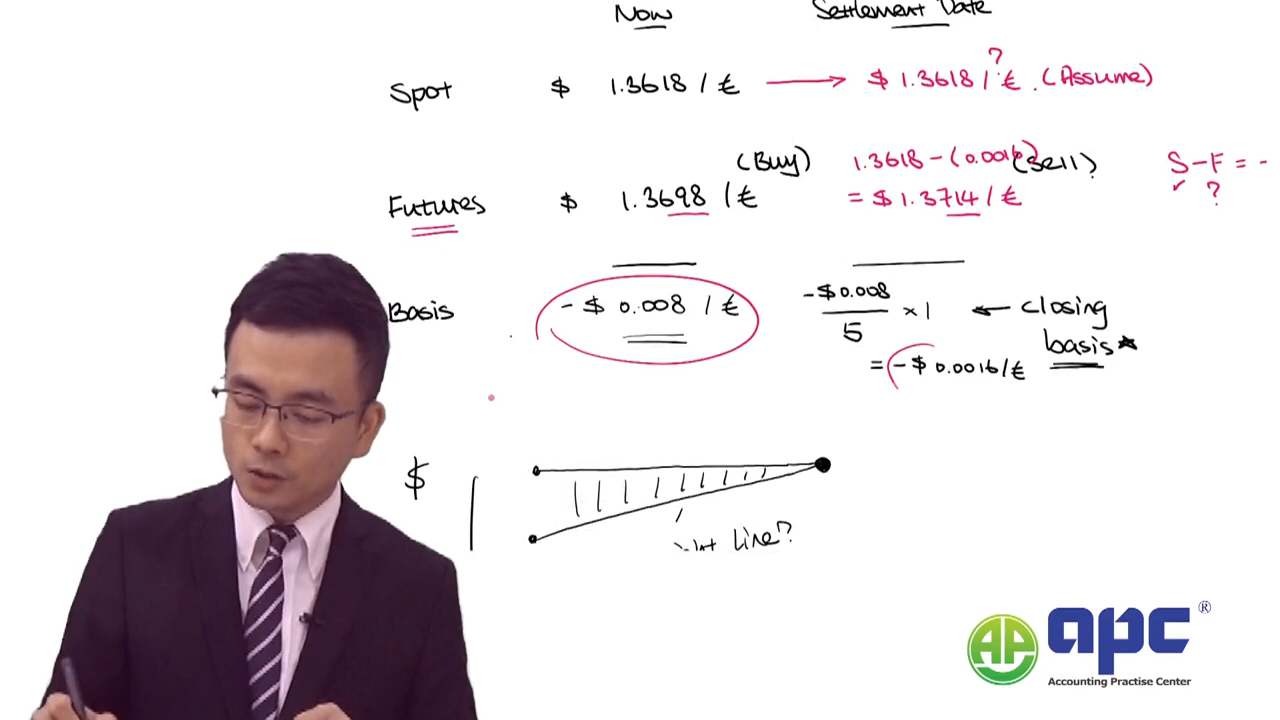 Now Settlement Date
Spot $ 1.3618 / € → $ 1.3618 / € . (Assume)
?
(Buy) 1.3618 - (0.0016) (Sell) S - F = -
Futures $ 1.3698 / € = $ 1.3714 / € ?
Basis - $ 0.008 / € -$0.008 / 5 × 1 ← closing
basis*
= - $ 0.0016/€
$
line?
AP apc ®
Accounting Practise Center